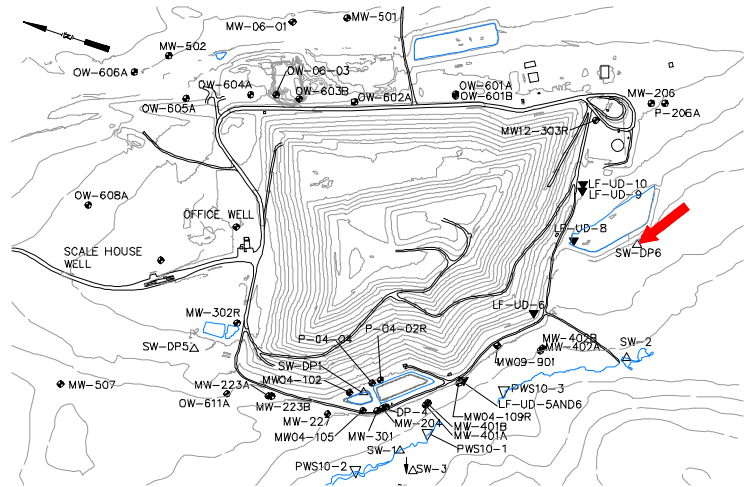 MW-06-01
MW-501
MW-502
OW-606A
OW-06-03
OW-604A
OW-601A
OW-601B
OW-603B
OW-602A
OW-605A
MW-206
P-206A
MW12-303R
LF-UD-10
LF-UD-9
OW-608A
OFFICE WELL
LF-UD-8
SW-DP6
SCALE HOUSE
WELL
MW-302R
LF-UD-6
P-04-04
P-04-02R
SW-DP5
MW-402B
MW-402A
SW-2
SW-DP1
MW09-901
MW-507
MW-223A
MW04-102
PWS10-3
OW-611A
MW-223B
LF-UD-5AND6
DP-4
MW04-109R
MW-227
MW-204
MW-401B
MW04-105
MW-301
MW-401A
SW-1
PWS10-1
PWS10-2
SW-3